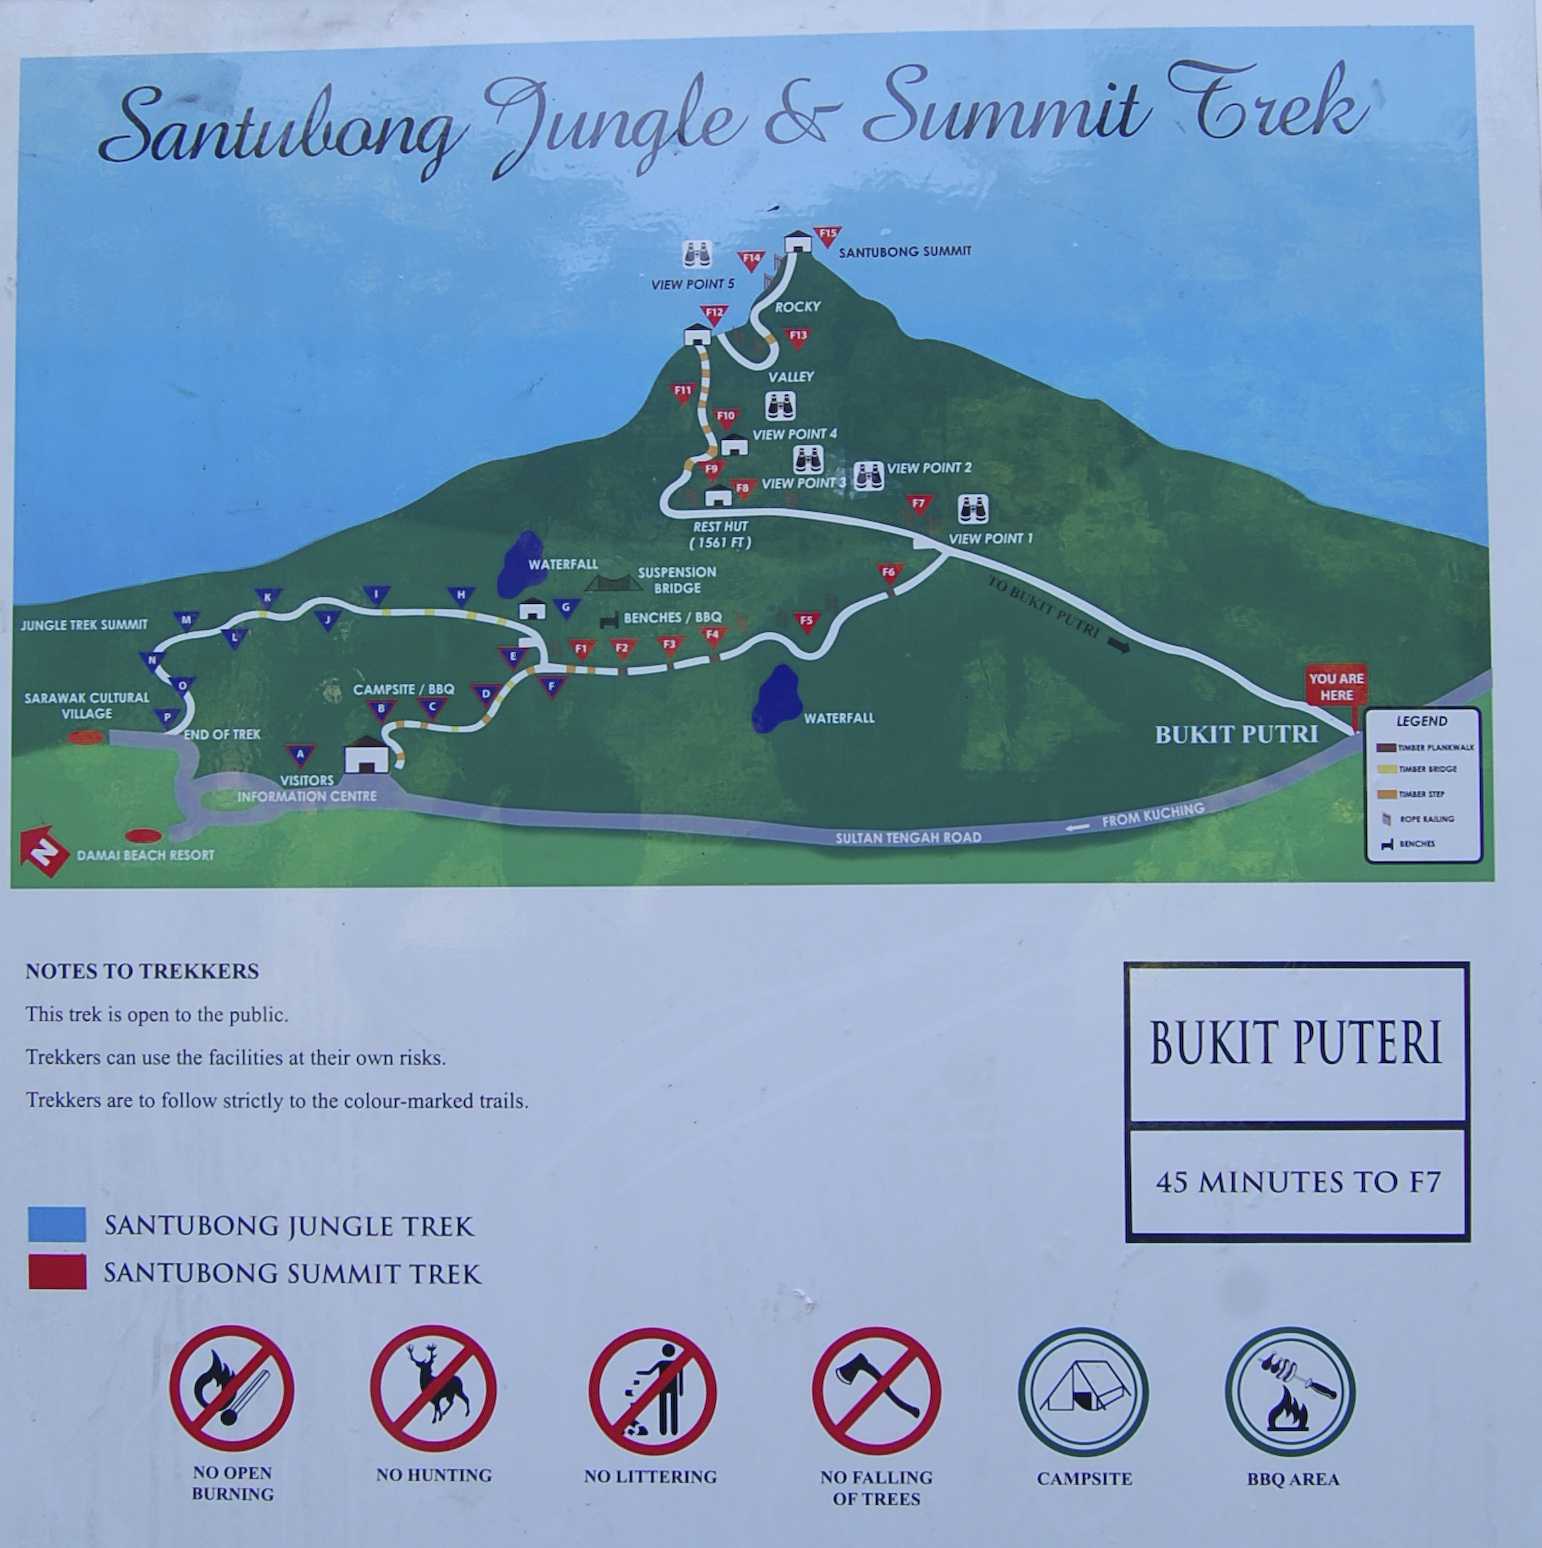 Santubong Jungle & Summit Trek
F15
SANTUBONG SUMMIT
F14
VIEW POINT 5
ROCKY
F12
F13
VALLEY
F11
F10
VIEW POINT 4
F9
VIEW POINT 3
VIEW POINT 2
F8
F7
VIEW POINT 1
REST HUT
( 1561 FT )
WATERFALL
SUSPENSION
BRIDGE
F6
TO BUKIT PUTRI
K
I
H
G
BENCHES / BBQ
JUNGLE TREK SUMMIT
M
L
J
F5
N
E
F1
F2
F3
F4
O
F
YOU ARE
HERE
SARAWAK CULTURAL
VILLAGE
P
CAMPSITE / BBQ
B
C
D
WATERFALL
END OF TREK
BUKIT PUTRI
A
VISITORS
INFORMATION CENTRE
SULTAN TENGAH ROAD
FROM KUCHING
N
DAMAI BEACH RESORT
LEGEND
TIMBER PLANKWALK
TIMBER BRIDGE
TIMBER STEP
ROPE RAILING
BENCHES
NOTES TO TREKKERS
This trek is open to the public.
Trekkers can use the facilities at their own risks.
Trekkers are to follow strictly to the colour-marked trails.
BUKIT PUTERI
45 MINUTES TO F7
SANTUBONG JUNGLE TREK
SANTUBONG SUMMIT TREK
NO OPEN
BURNING
NO HUNTING
NO LITTERING
NO FALLING
OF TREES
CAMPSITE
BBQ AREA